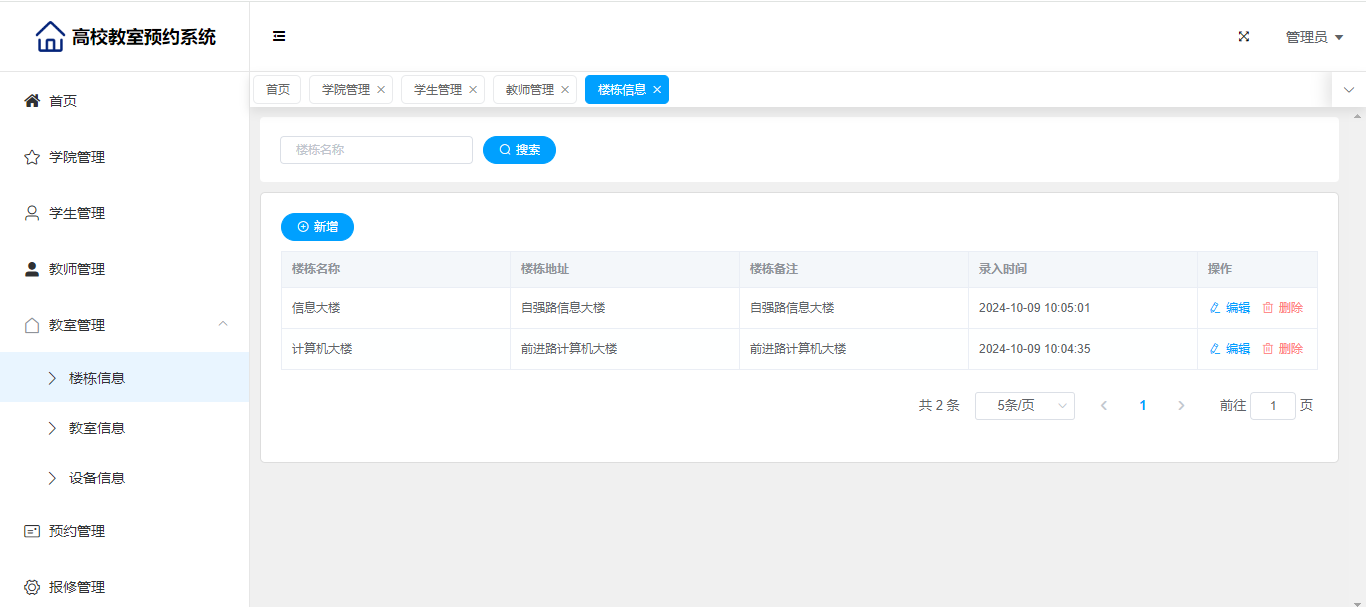 高校教室预约系统
管理员
首页 学院管理 学生管理 教师管理 楼栋信息
首页
学院管理
学生管理
教师管理
教室管理
楼栋信息
教室信息
设备信息
预约管理
报修管理
楼栋名称 搜索
新增
楼栋名称 楼栋地址 楼栋备注 录入时间 操作
信息大楼 自强路信息大楼 自强路信息大楼 2024-10-09 10:05:01 编辑 删除
计算机大楼 前进路计算机大楼 前进路计算机大楼 2024-10-09 10:04:35 编辑 删除
共 2 条 5条/页 1 前往 1 页